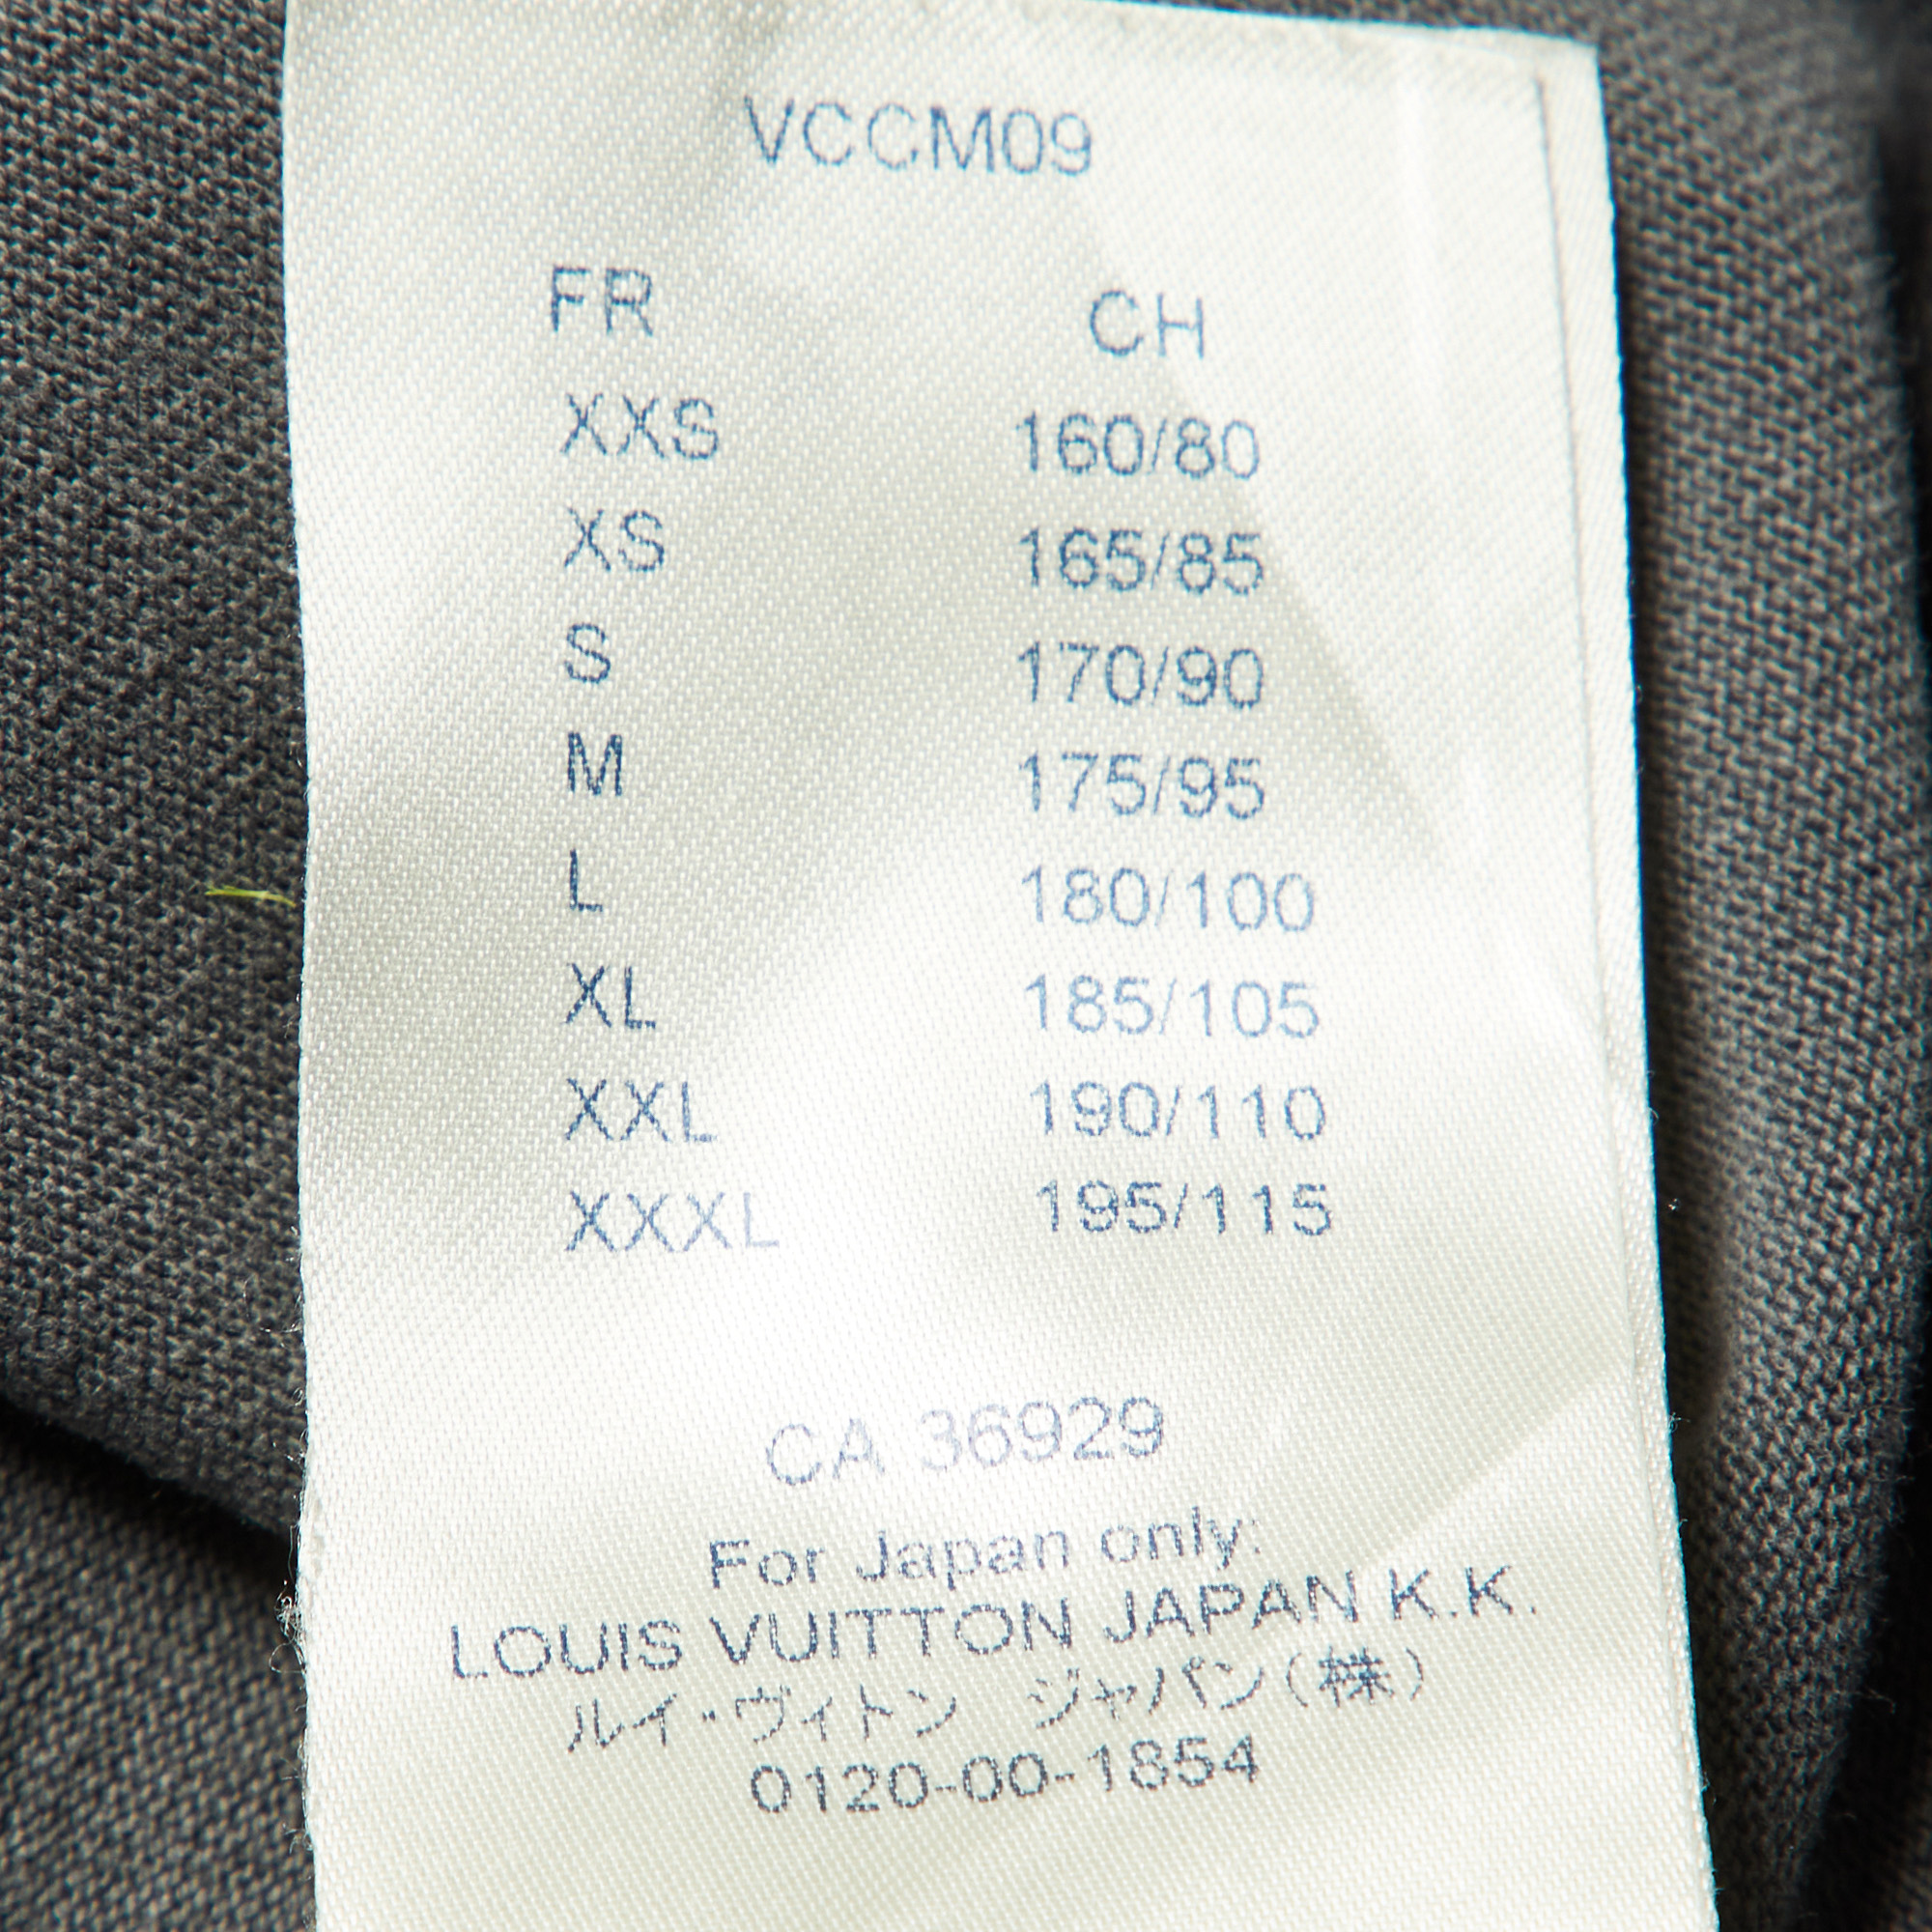 VCCM09
FR CH
XXS 160/80
XS 165/85
S 170/90
M 175/95
L 180/100
XL 185/105
XXL 190/110
XXXL 195/115
CA 36929
For Japan only:
LOUIS VUITTON JAPAN K.K.
ルイ・ヴィトン ジャパン(株)
0120-00-1854